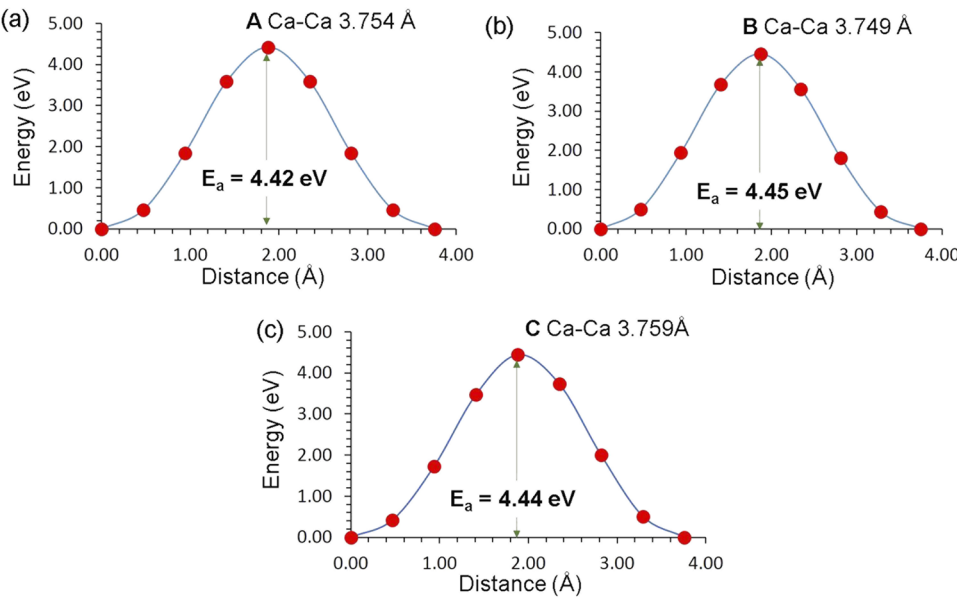 (a)
A Ca-Ca 3.754 Å
5.00
4.00
3.00
2.00
1.00
0.00
Energy (eV)
Ea = 4.42 eV
0.00 1.00 2.00 3.00 4.00
Distance (Å)
(b)
B Ca-Ca 3.749 Å
5.00
4.00
3.00
2.00
1.00
0.00
Energy (eV)
Ea = 4.45 eV
0.00 1.00 2.00 3.00 4.00
Distance (Å)
(c)
C Ca-Ca 3.759Å
5.00
4.00
3.00
2.00
1.00
0.00
Energy (eV)
Ea = 4.44 eV
0.00 1.00 2.00 3.00 4.00
Distance (Å)